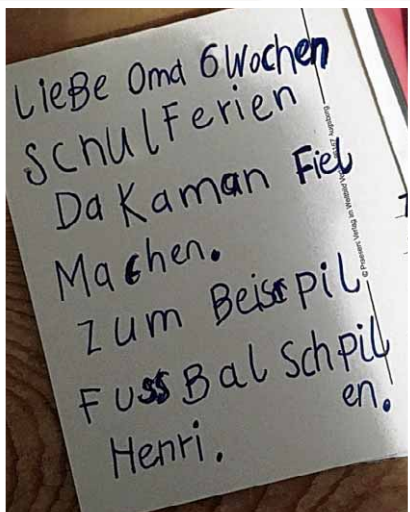 LieBe Oma 6 Wochen
SchulFerien
Da Kaman Fiel
Machen.
Zum Beispil
FussBal Schpil
en.
Henri.